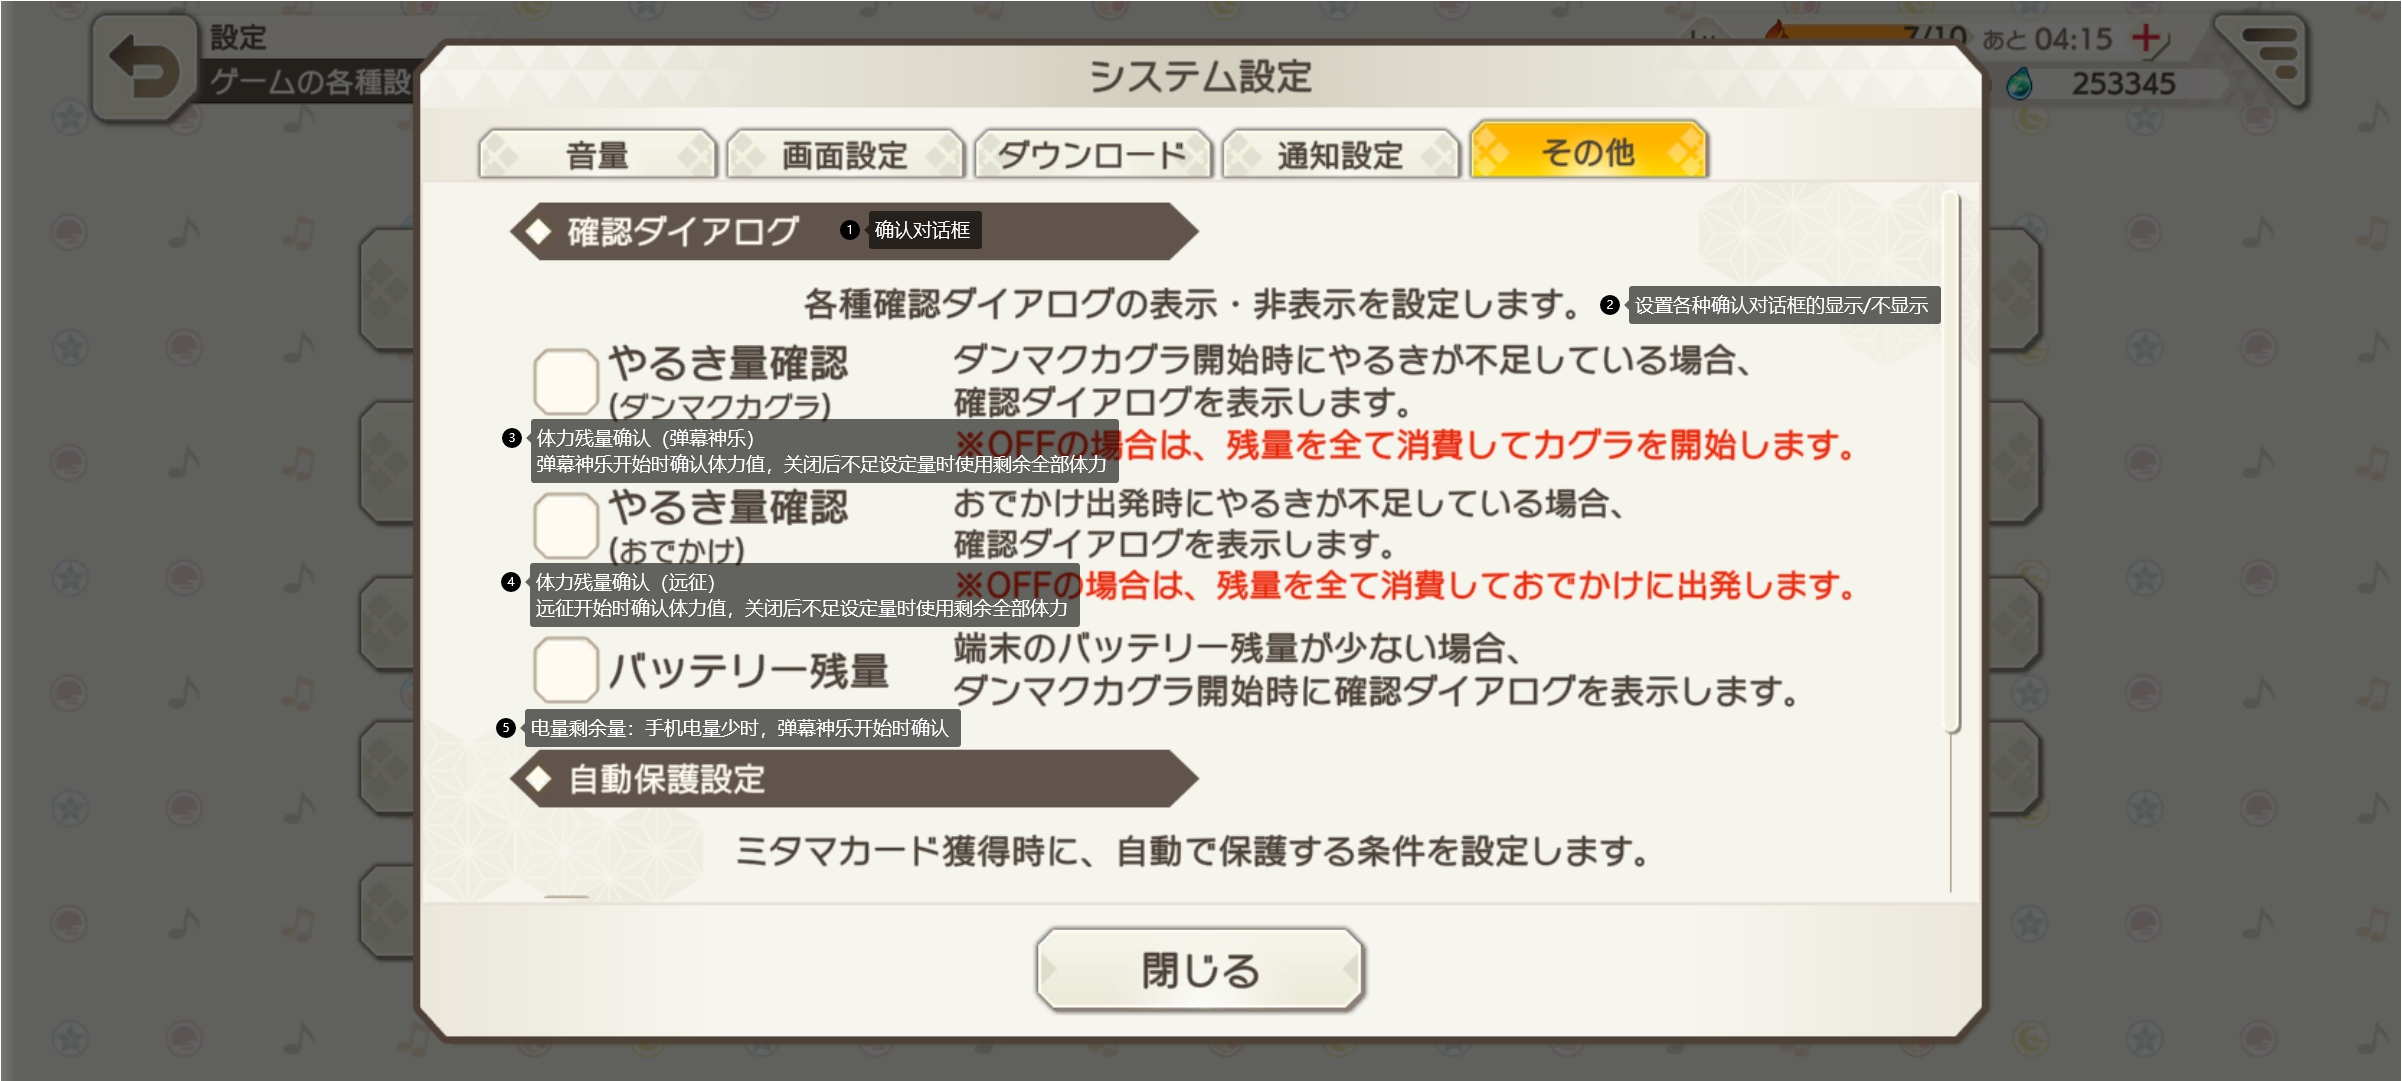 設定
ゲームの各種設
7/10 あと 04:15
253345
システム設定
音量
画面設定
ダウンロード
通知設定
その他
確認ダイアログ
1 确认对话框
各種確認ダイアログの表示・非表示を設定します。
2 设置各种确认对话框的显示/不显示
やるき量確認
(ダンマクカグラ)
ダンマクカグラ開始時にやるきが不足している場合、
確認ダイアログを表示します。
※OFFの場合は、残量を全て消費してカグラを開始します。
3 体力残量确认（弹幕神乐）
弹幕神乐开始时确认体力值，关闭后不足设定量时使用剩余全部体力
やるき量確認
(おでかけ)
おでかけ出発時にやるきが不足している場合、
確認ダイアログを表示します。
※OFFの場合は、残量を全て消費しておでかけに出発します。
4 体力残量确认（远征）
远征开始时确认体力值，关闭后不足设定量时使用剩余全部体力
バッテリー残量
端末のバッテリー残量が少ない場合、
ダンマクカグラ開始時に確認ダイアログを表示します。
5 电量剩余量：手机电量少时，弹幕神乐开始时确认
自動保護設定
ミタマカード獲得時に、自動で保護する条件を設定します。
閉じる